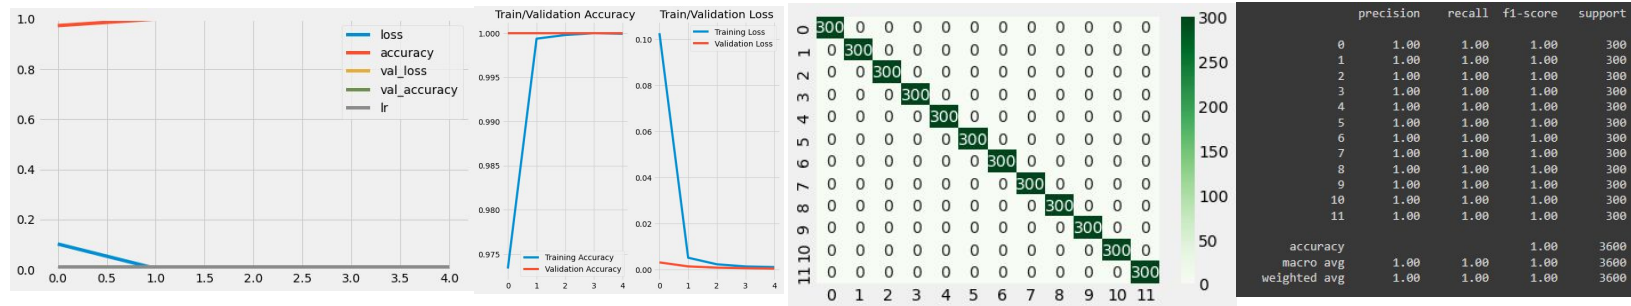 1.0
0.8
0.6
0.4
0.2
0.0
0.0 0.5 1.0 1.5 2.0 2.5 3.0 3.5 4.0
loss
accuracy
val_loss
val_accuracy
lr
Train/Validation Accuracy
1.000
0.995
0.990
0.985
0.980
0.975
Training Accuracy
Validation Accuracy
0 1 2 3 4
Train/Validation Loss
Training Loss
Validation Loss
0.10
0.08
0.06
0.04
0.02
0.00
0 1 2 3 4
0 300 0 0 0 0 0 0 0 0 0 0 0
1 0 300 0 0 0 0 0 0 0 0 0 0
2 0 0 300 0 0 0 0 0 0 0 0 0
3 0 0 0 300 0 0 0 0 0 0 0 0
4 0 0 0 0 300 0 0 0 0 0 0 0
5 0 0 0 0 0 300 0 0 0 0 0 0
6 0 0 0 0 0 0 300 0 0 0 0 0
7 0 0 0 0 0 0 0 300 0 0 0 0
8 0 0 0 0 0 0 0 0 300 0 0 0
9 0 0 0 0 0 0 0 0 0 300 0 0
10 0 0 0 0 0 0 0 0 0 0 300 0
11 0 0 0 0 0 0 0 0 0 0 0 300
0 1 2 3 4 5 6 7 8 9 10 11
300
250
200
150
100
50
0
precision recall f1-score support
0 1.00 1.00 1.00 300
1 1.00 1.00 1.00 300
2 1.00 1.00 1.00 300
3 1.00 1.00 1.00 300
4 1.00 1.00 1.00 300
5 1.00 1.00 1.00 300
6 1.00 1.00 1.00 300
7 1.00 1.00 1.00 300
8 1.00 1.00 1.00 300
9 1.00 1.00 1.00 300
10 1.00 1.00 1.00 300
11 1.00 1.00 1.00 300
accuracy 1.00 3600
macro avg 1.00 1.00 1.00 3600
weighted avg 1.00 1.00 1.00 3600